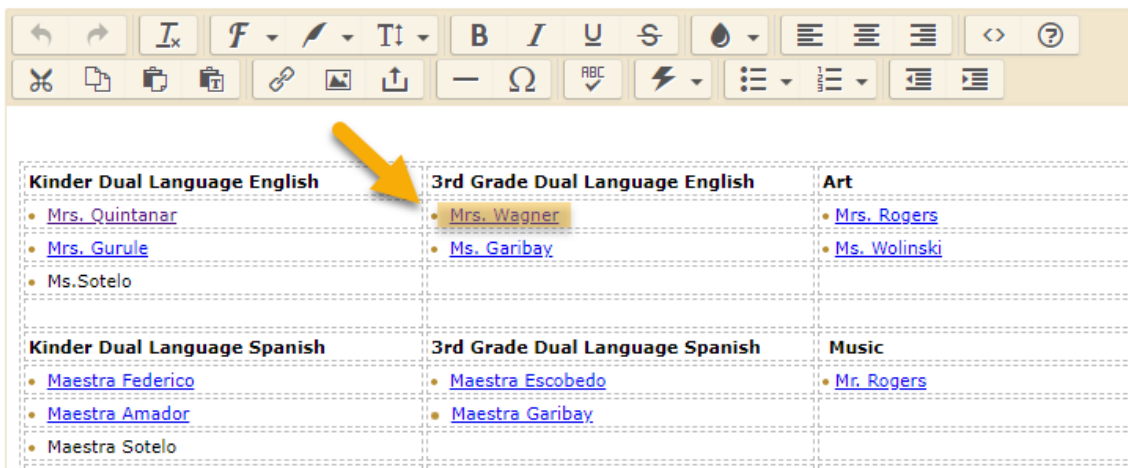 Kinder Dual Language English 3rd Grade Dual Language English Art
• Mrs. Quintanar • Mrs. Wagner • Mrs. Rogers
• Mrs. Gurule • Ms. Garibay • Ms. Wolinski
• Ms.Sotelo
Kinder Dual Language Spanish 3rd Grade Dual Language Spanish Music
• Maestra Federico • Maestra Escobedo • Mr. Rogers
• Maestra Amador • Maestra Garibay
• Maestra Sotelo